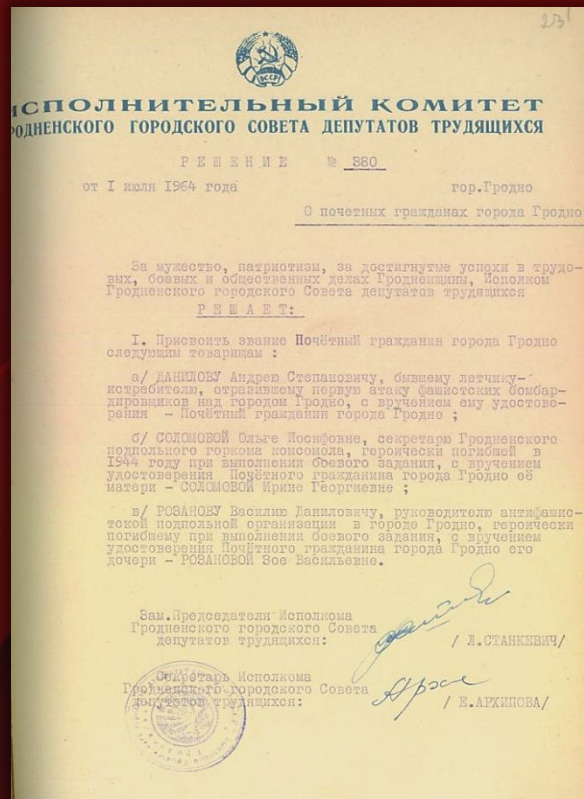 231
БССР
ИСПОЛНИТЕЛЬНЫЙ КОМИТЕТ
РОДНЕНСКОГО ГОРОДСКОГО СОВЕТА ДЕПУТАТОВ ТРУДЯЩИХСЯ
РЕШЕНИЕ № 380
от I июля 1964 года гор.Гродно
О почетных гражданах города Гродно
За мужество, патриотизм, за достигнутые успехи в трудо-
вых, боевых и общественных делах Гродненщины, Исполком
Гродненского городского Совета депутатов трудящихся
РЕШАЕТ:
I. Присвоить звание Почётный гражданин города Гродно
следующим товарищам :
а/ ДАНИЛОВУ Андрею Степановичу, бывшему летчику-
истребителю, отразившему первую атаку фашистских бомбар-
дировщиков над городом Гродно, с вручением ему удостове-
рения - Почётный гражданин города Гродно ;
б/ СОЛОМОВОЙ Ольге Иосифовне, секретарю Гродненского
подпольного горкома комсомола, героически погибшей в
1944 году при выполнении боевого задания, с вручением
удостоверения Почётного гражданина города Гродно её
матери - СОЛОМОВОЙ Ирине Георгиевне ;
в/ РОЗАНОВУ Василию Даниловичу, руководителю антифашис-
тской подпольной организации в городе Гродно, героически
погибшему при выполнении боевого задания, с вручением
удостоверения Почётного гражданина города Гродно его
дочери - РОЗАНОВОЙ Зое Васильевне.
Зам.Председателя Исполкома
Гродненского городского Совета
депутатов трудящихся: / Л.СТАНКЕВИЧ/
Секретарь Исполкома
Гродненского городского Совета
депутатов трудящихся: / Е.АРХИПОВА/